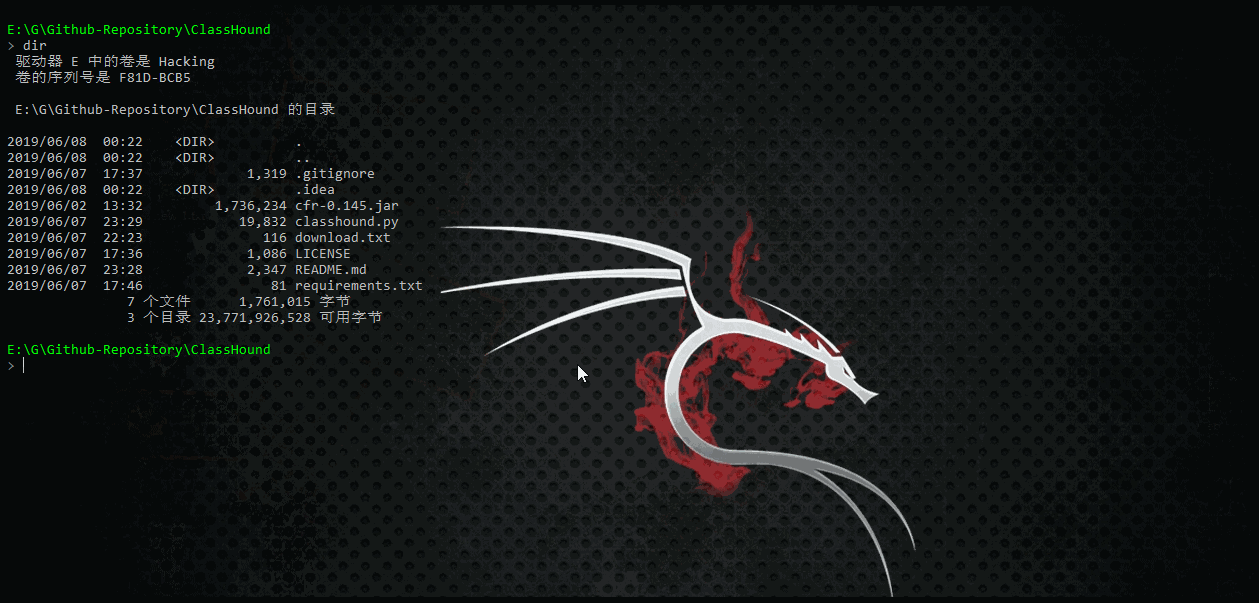 E:\G\Github-Repository\ClassHound
> dir
驱动器 E 中的卷是 Hacking
卷的序列号是 F81D-BCB5
E:\G\Github-Repository\ClassHound 的目录
2019/06/08  00:22    <DIR>          .
2019/06/08  00:22    <DIR>          ..
2019/06/07  17:37             1,319 .gitignore
2019/06/08  00:22    <DIR>          .idea
2019/06/02  13:32         1,736,234 cfr-0.145.jar
2019/06/07  23:29            19,832 classhound.py
2019/06/07  22:23               116 download.txt
2019/06/07  17:36             1,086 LICENSE
2019/06/07  23:28             2,347 README.md
2019/06/07  17:46                81 requirements.txt
7 个文件      1,761,015 字节
3 个目录 23,771,926,528 可用字节
E:\G\Github-Repository\ClassHound
>